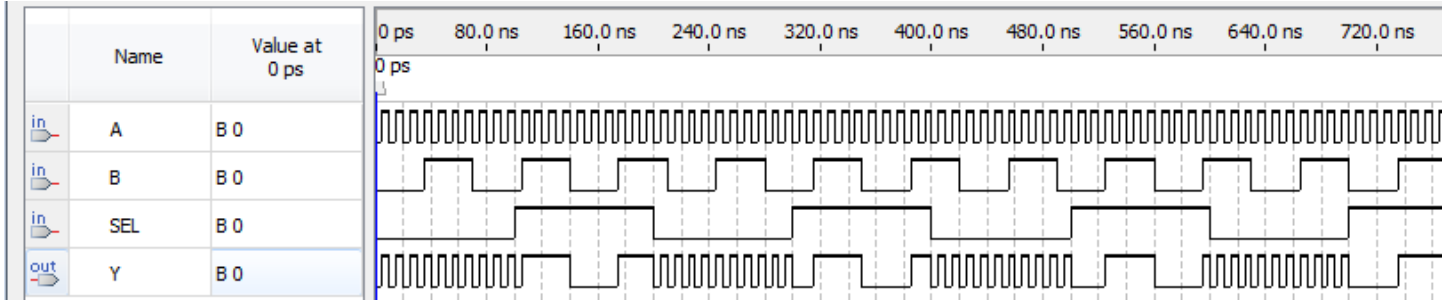 Name
Value at
0 ps
0 ps 80.0 ns 160.0 ns 240.0 ns 320.0 ns 400.0 ns 480.0 ns 560.0 ns 640.0 ns 720.0 ns
0 ps
in A B 0
in B B 0
in SEL B 0
out Y B 0